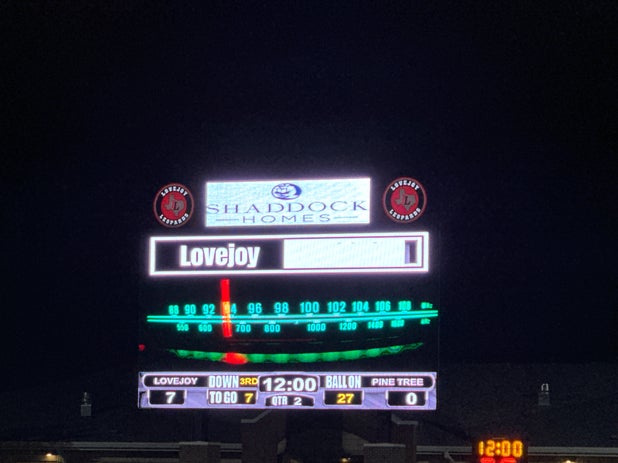 LOVEJOY
LEOPARDS
L
SHADDOCK
HOMES
LOVEJOY
LEOPARDS
L
Lovejoy
88 90 92 94 96 98 100 102 104 106 108
550 600 700 800 1000 1200 1400 1600
LOVEJOY DOWN 3RD 12:00 BALL ON PINE TREE
7 TO GO 7 QTR 2 27 0
12:00